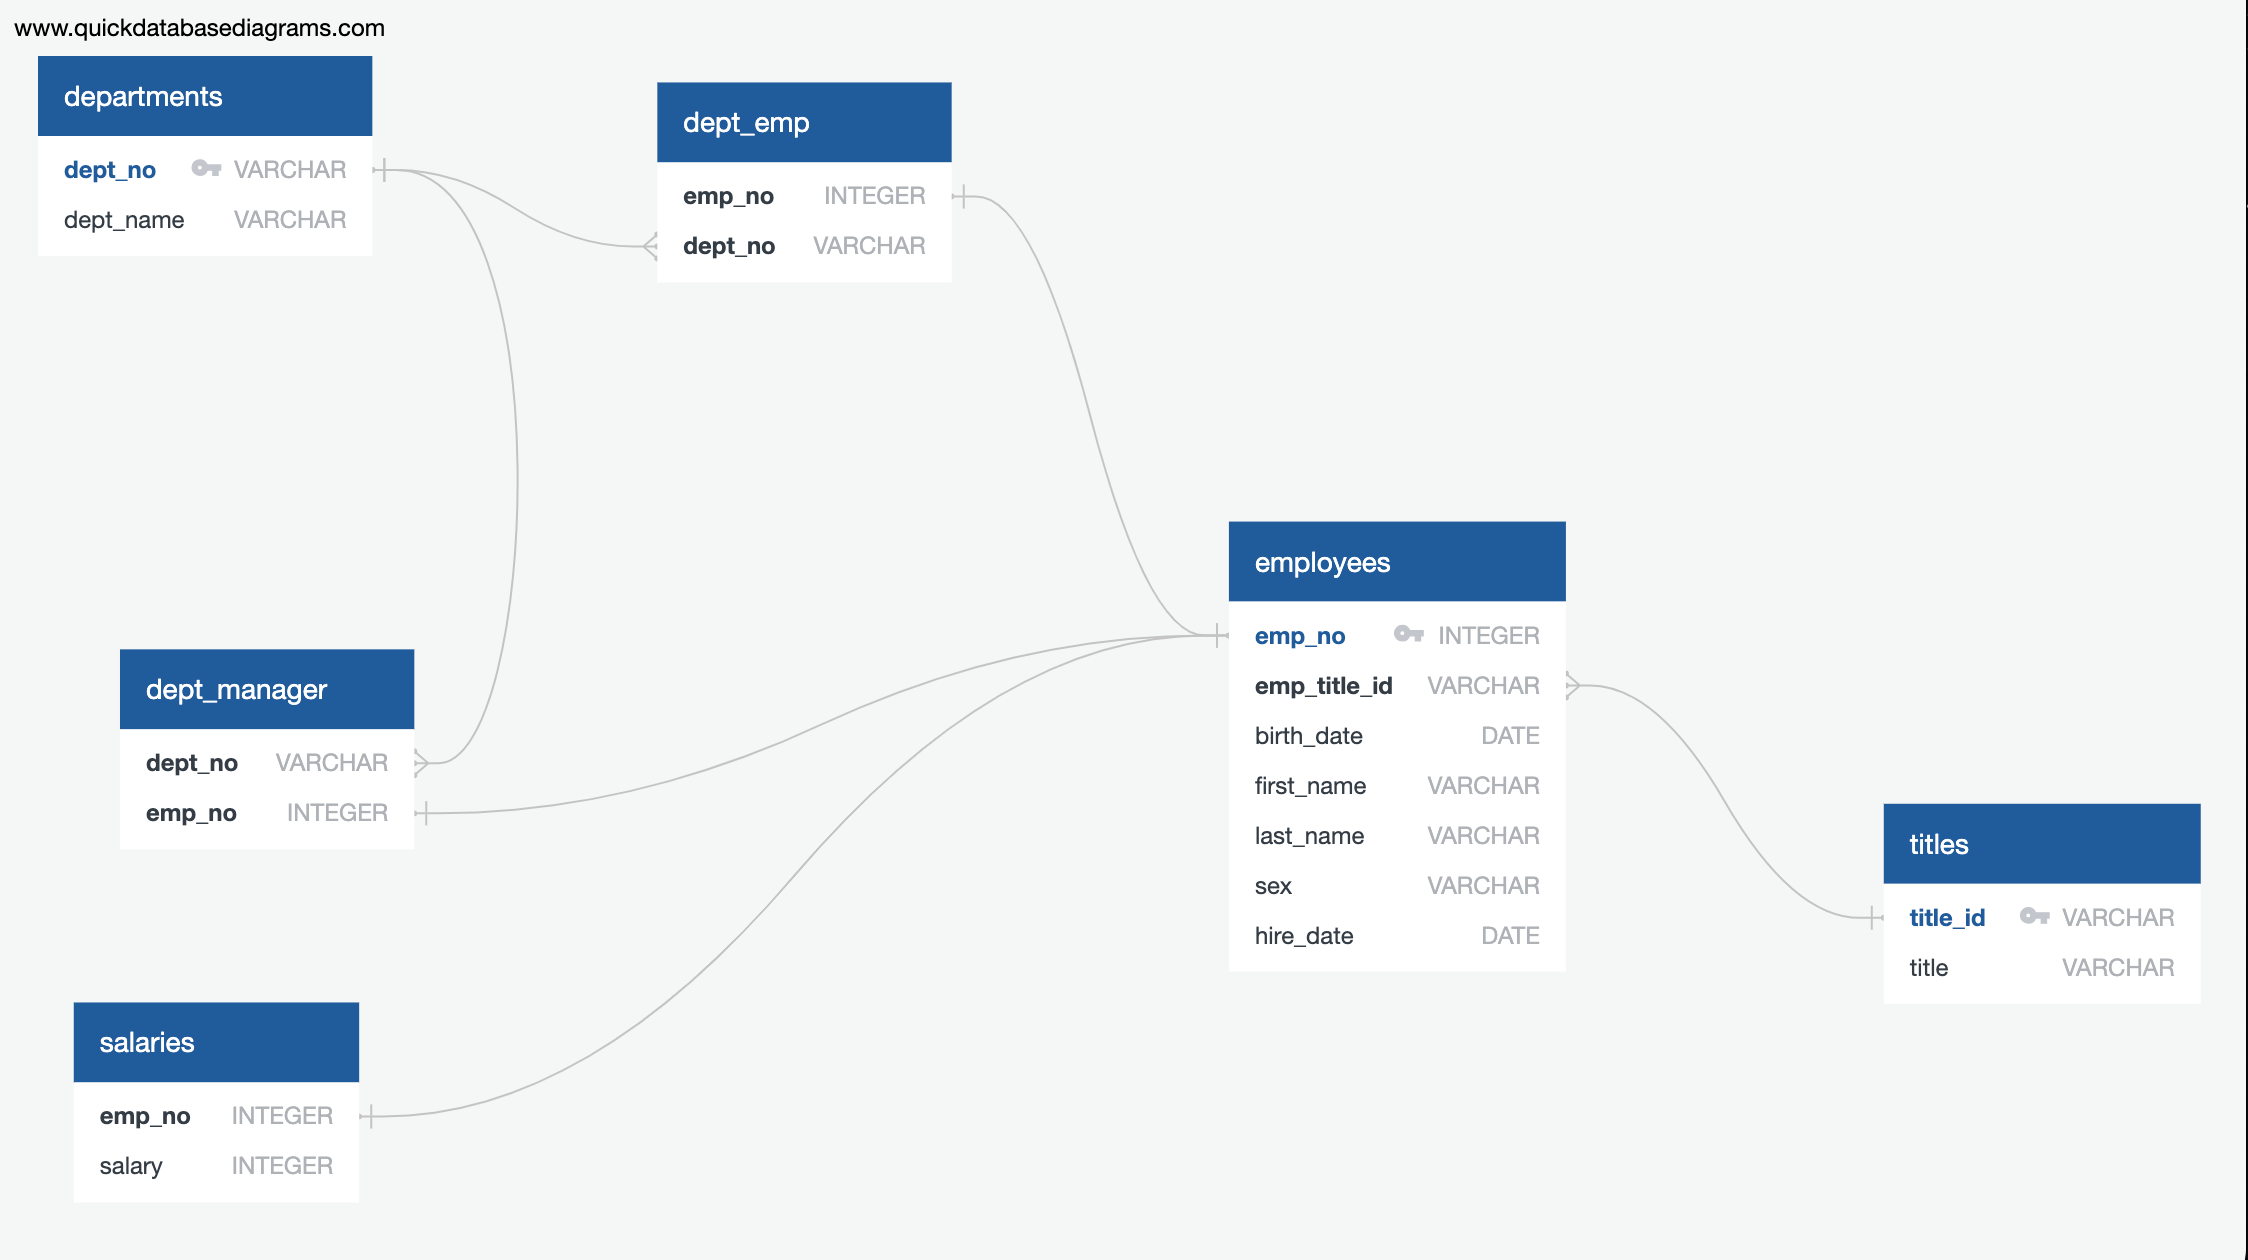 www.quickdatabasediagrams.com
departments
dept_no VARCHAR
dept_name VARCHAR
dept_emp
emp_no INTEGER
dept_no VARCHAR
employees
emp_no INTEGER
emp_title_id VARCHAR
birth_date DATE
first_name VARCHAR
last_name VARCHAR
sex VARCHAR
hire_date DATE
dept_manager
dept_no VARCHAR
emp_no INTEGER
titles
title_id VARCHAR
title VARCHAR
salaries
emp_no INTEGER
salary INTEGER